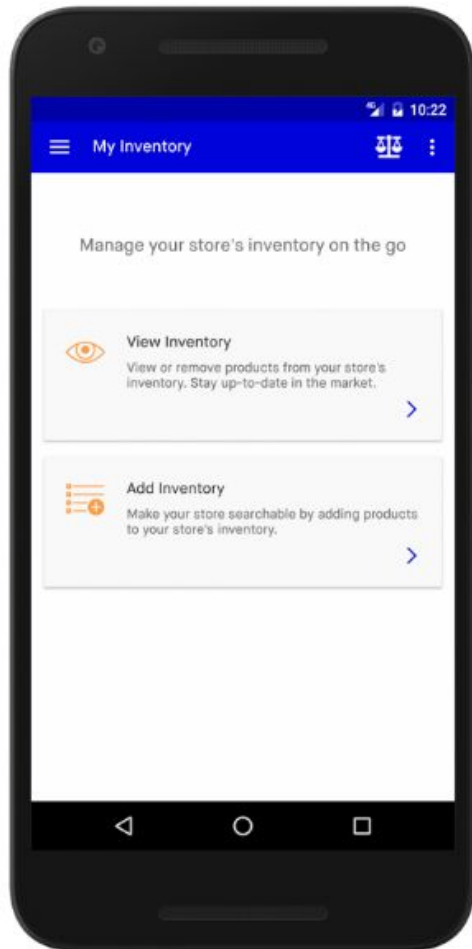 4G 10:22
My Inventory
Manage your store's inventory on the go
View Inventory
View or remove products from your store's
inventory. Stay up-to-date in the market.
Add Inventory
Make your store searchable by adding products
to your store's inventory.